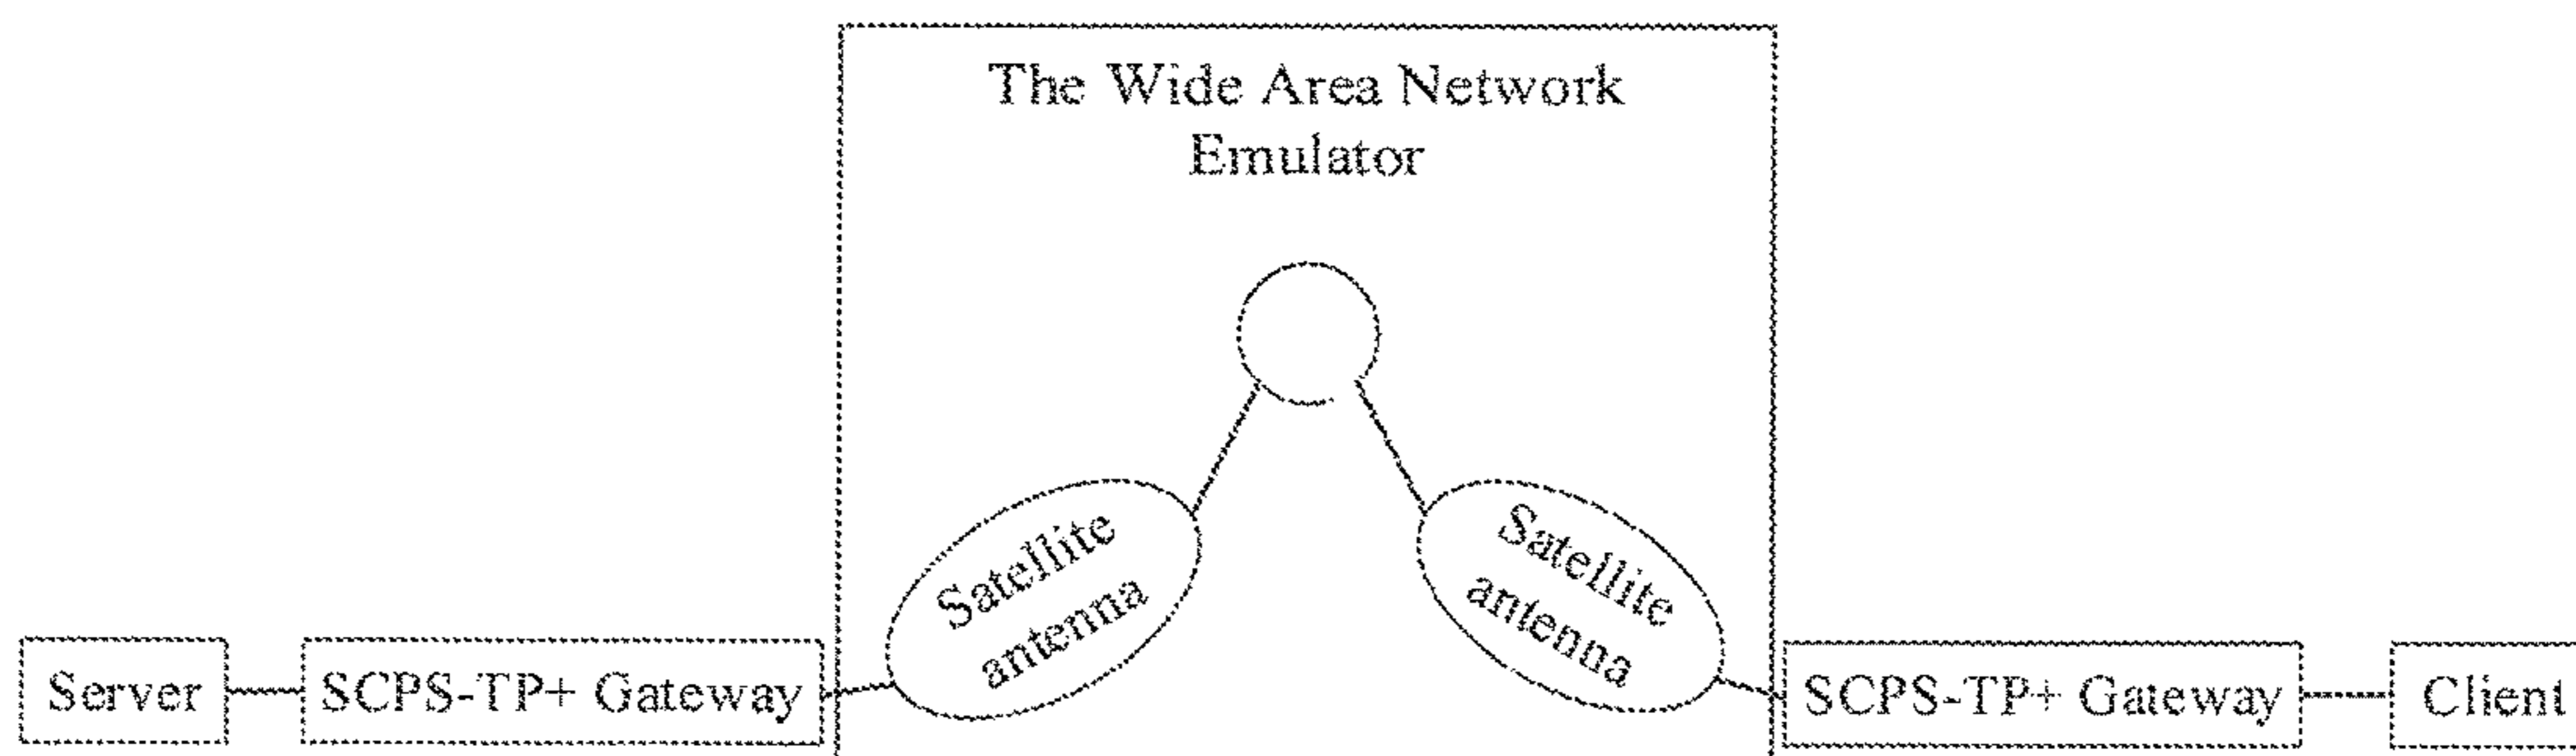 The Wide Area Network
Emulator
Satellite
antenna
Satellite
antenna
Server
SCPS-TP+ Gateway
SCPS-TP+ Gateway
Client